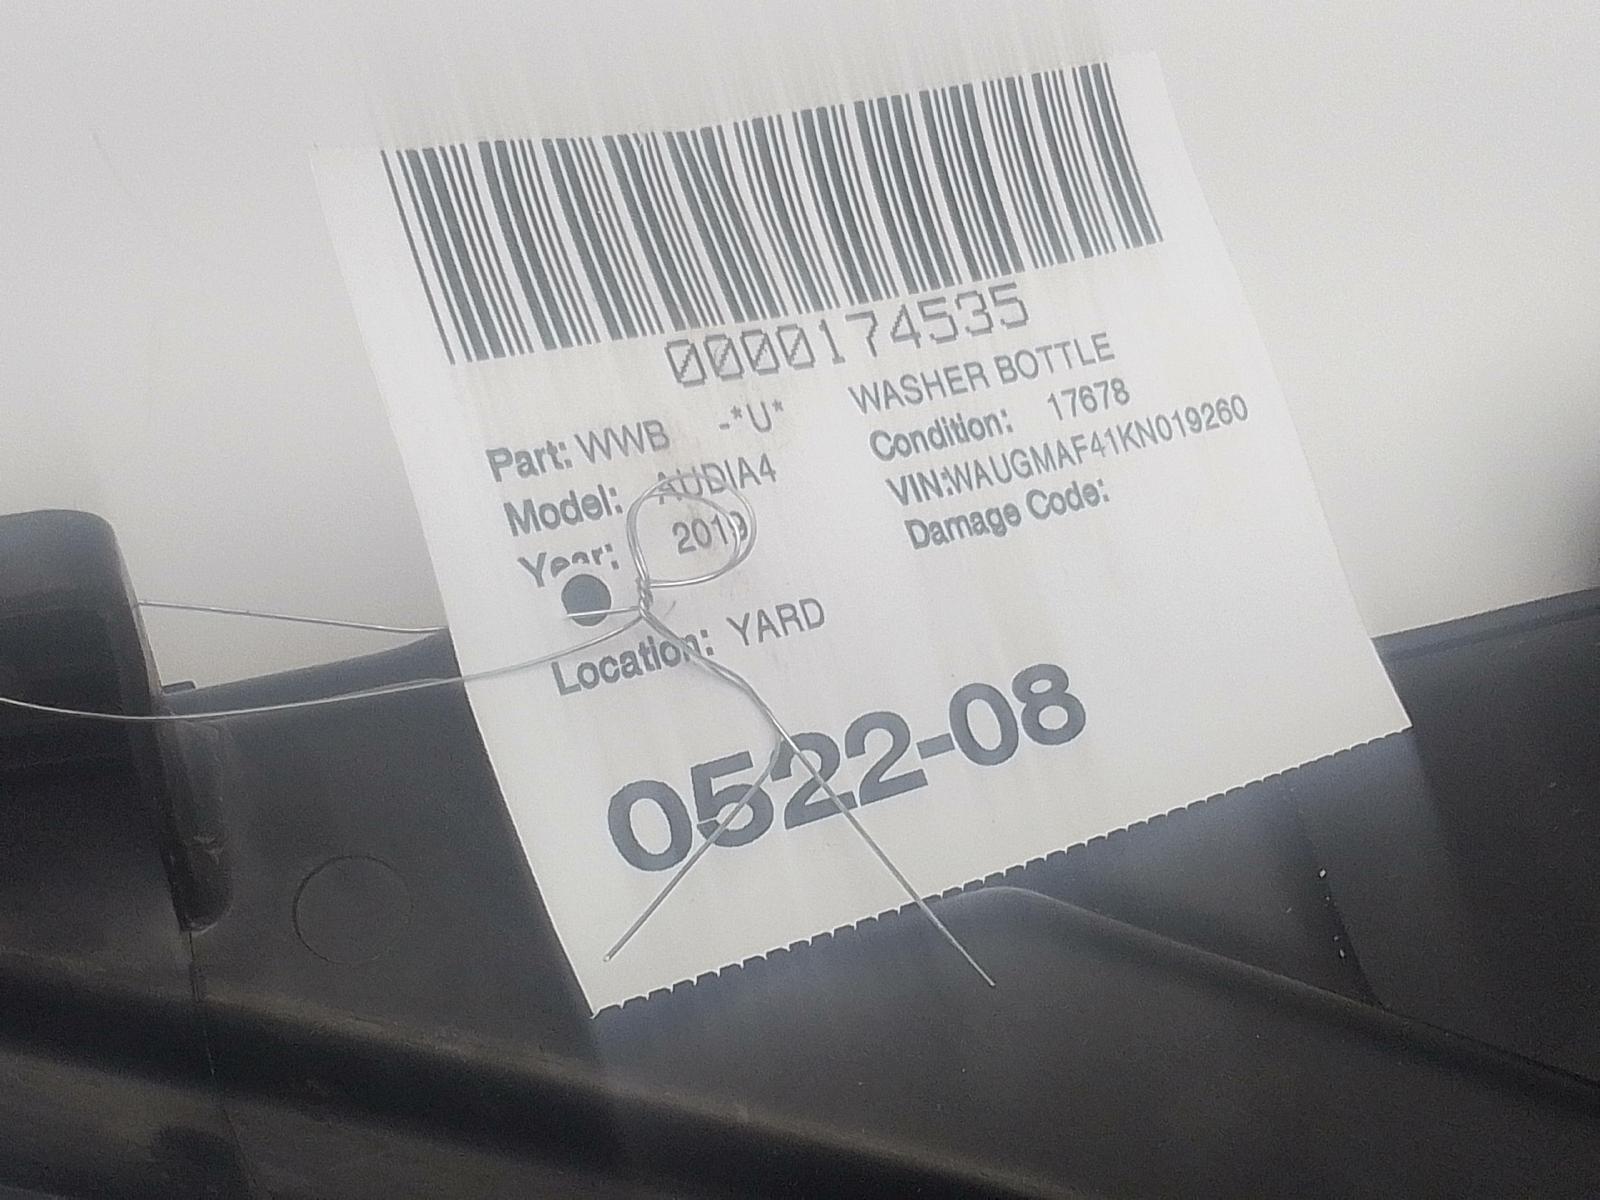 0000174535
Part: WWB -*U* WASHER BOTTLE
Model: AUDIA4 Condition: 17678
Year: 2019 VIN:WAUGMAF41KN019260
Damage Code:
Location: YARD
0522-08